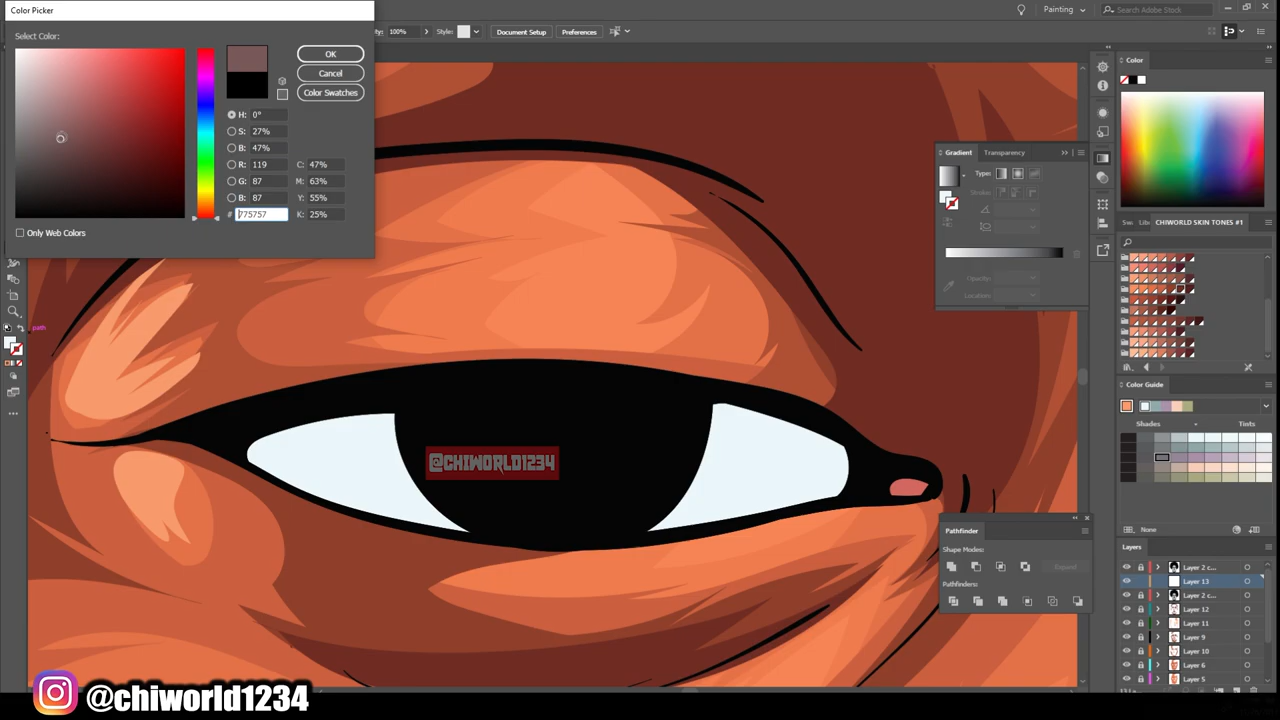 Color Picker
Select Color:
OK
Cancel
Color Swatches
H: 0°
S: 27%
B: 47%
R: 119
C: 47%
G: 87
M: 63%
B: 87
Y: 55%
# 775757
K: 25%
Only Web Colors
100%
Style:
Document Setup
Preferences
Painting
Search Adobe Stock
path
Color
Gradient
Transparency
Type:
Stroke:
Opacity:
Location:
CHIWORLD SKIN TONES #1
Color Guide
Shades
Tints
None
Pathfinder
Shape Modes:
Expand
Pathfinders:
Layers
Layer 2 c...
Layer 13
Layer 2 c...
Layer 12
Layer 11
Layer 9
Layer 10
Layer 6
Layer 5
@CHIWORLD1234
@chiworld1234